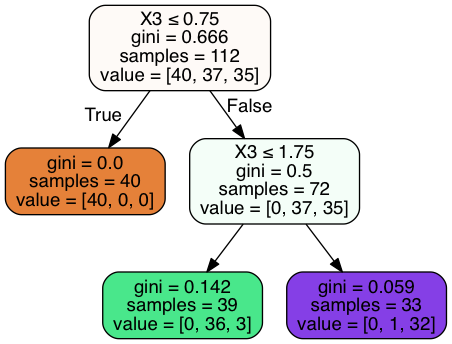 X3 ≤ 0.75
gini = 0.666
samples = 112
value = [40, 37, 35]
True
False
gini = 0.0
samples = 40
value = [40, 0, 0]
X3 ≤ 1.75
gini = 0.5
samples = 72
value = [0, 37, 35]
gini = 0.142
samples = 39
value = [0, 36, 3]
gini = 0.059
samples = 33
value = [0, 1, 32]